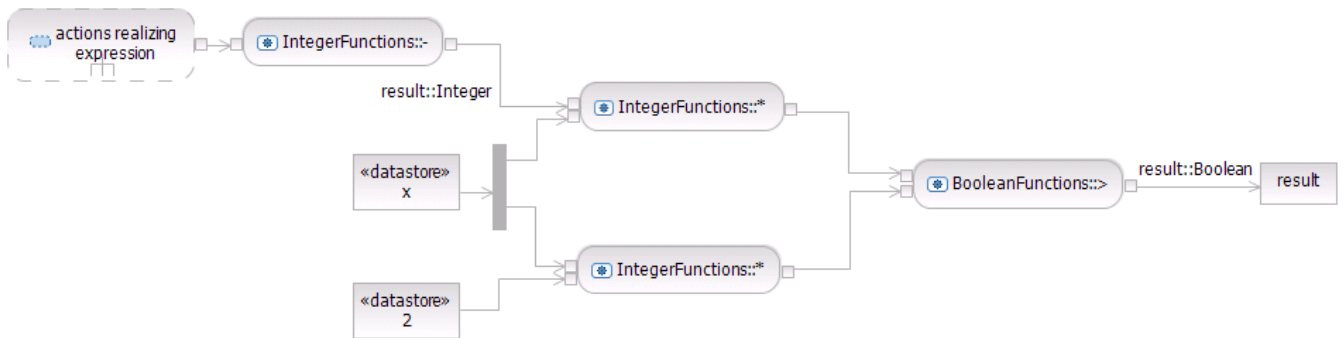 actions realizing
expression
IntegerFunctions::-
result::Integer
IntegerFunctions::*
«datastore»
x
BooleanFunctions::>
result::Boolean
result
IntegerFunctions::*
«datastore»
2